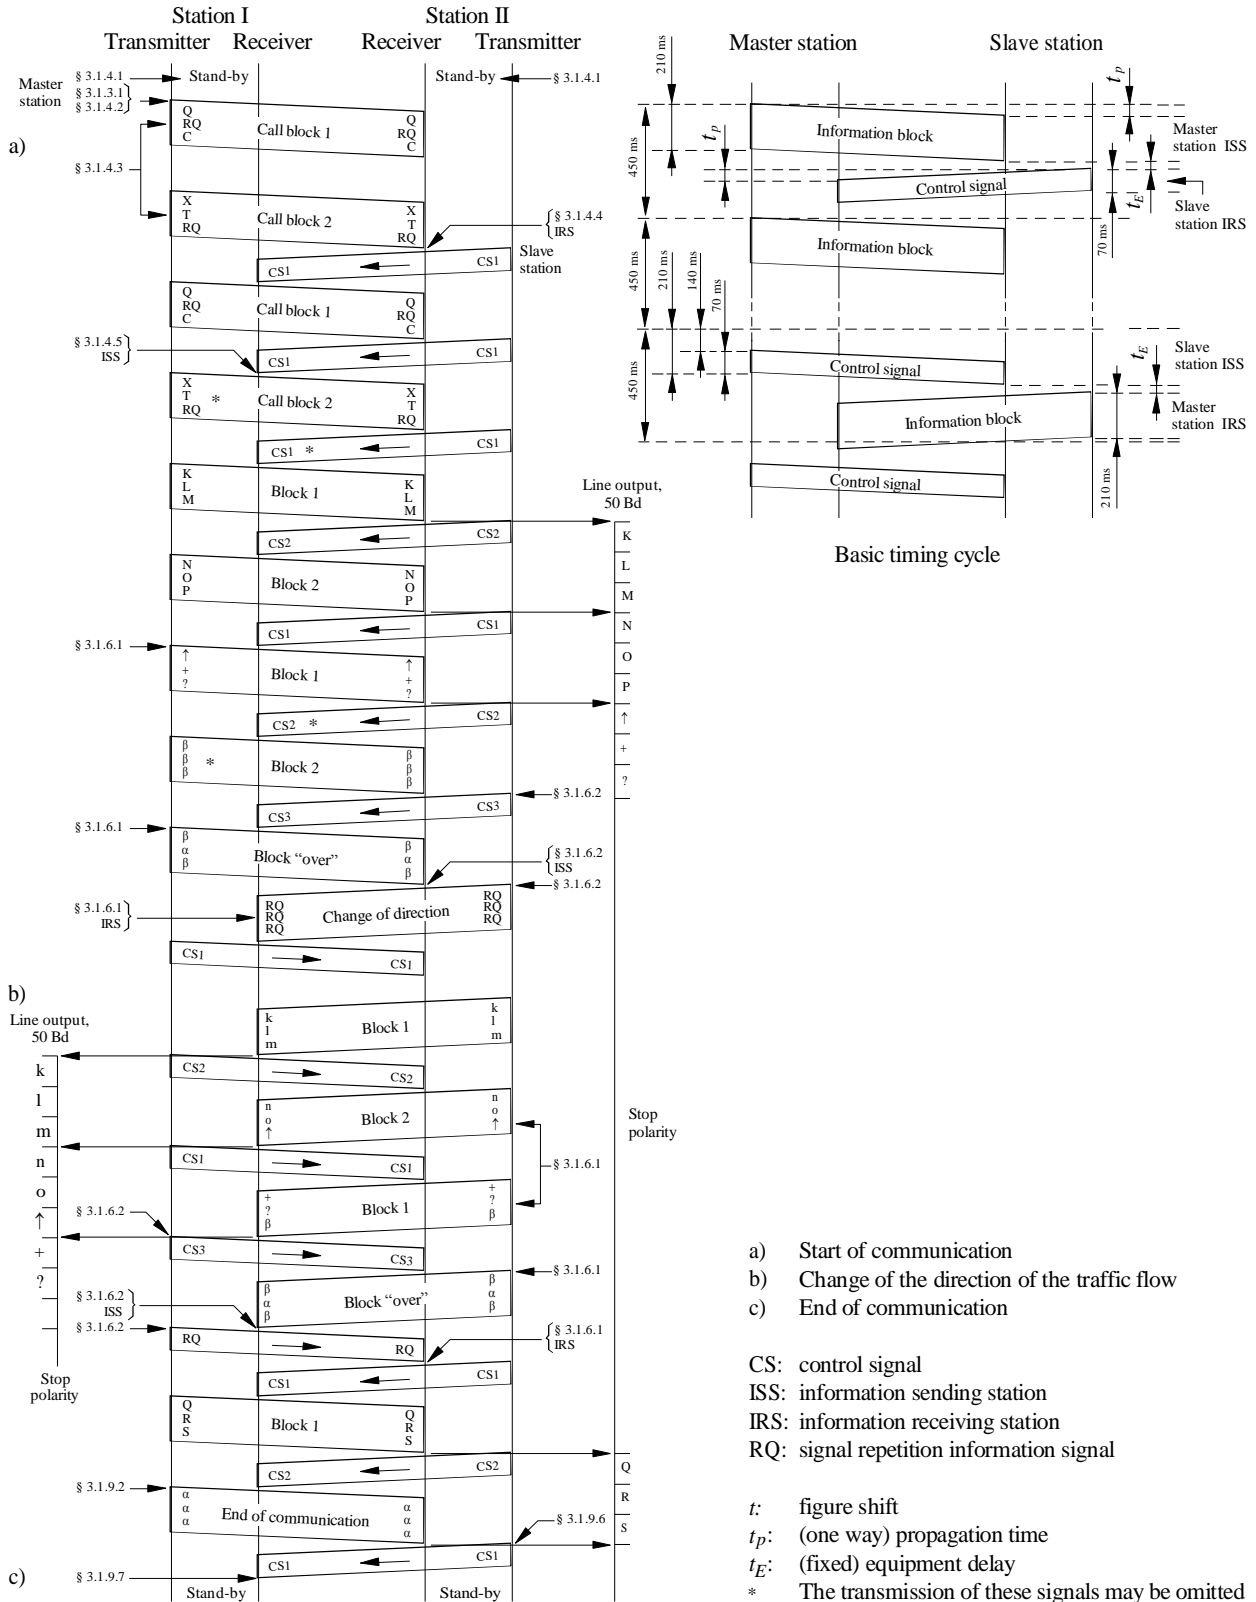 Station I
Station II
Transmitter Receiver Receiver Transmitter
§ 3.1.4.1
Stand-by
Stand-by
§ 3.1.4.1
Master
station
§ 3.1.3.1
§ 3.1.4.2
Q
RQ
C
Call block 1
Q
RQ
C
a)
§ 3.1.4.3
X
T
RQ
Call block 2
X
T
RQ
§ 3.1.4.4
IRS
Slave
station
CS1
CS1
Q
RQ
C
Call block 1
Q
RQ
C
§ 3.1.4.5
ISS
CS1
CS1
X
T *
RQ
Call block 2
X
T
RQ
CS1 *
CS1
K
L
M
Block 1
K
L
M
Line output,
50 Bd
CS2
CS2
N
O
P
Block 2
N
O
P
CS1
CS1
§ 3.1.6.1
↑
+
?
Block 1
↑
+
?
CS2 *
CS2
β
β *
β
Block 2
β
β
β
K
L
M
N
O
P
↑
+
?
§ 3.1.6.2
CS3
CS3
§ 3.1.6.1
β
α
β
Block “over”
β
α
β
§ 3.1.6.2
ISS
§ 3.1.6.2
§ 3.1.6.1
IRS
RQ
RQ
RQ
Change of direction
RQ
RQ
RQ
CS1
CS1
b)
Line output,
50 Bd
k
l
m
Block 1
k
l
m
CS2
CS2
n
o
↑
Block 2
n
o
↑
CS1
CS1
§ 3.1.6.1
+
?
β
Block 1
+
?
β
k
l
m
n
o
↑
+
?
Stop
polarity
§ 3.1.6.2
CS3
CS3
§ 3.1.6.1
β
α
β
Block “over”
β
α
β
§ 3.1.6.2
ISS
§ 3.1.6.2
RQ
RQ
§ 3.1.6.1
IRS
Stop
polarity
CS1
CS1
Q
R
S
Block 1
Q
R
S
CS2
CS2
Q
R
S
§ 3.1.9.2
α
α
α
End of communication
α
α
α
§ 3.1.9.6
CS1
CS1
§ 3.1.9.7
c)
Stand-by
Stand-by
Master station
Slave station
210 ms
tp
450 ms
tp
Information block
Control signal
Master
station ISS
tE
70 ms
Slave
station IRS
Information block
450 ms
210 ms
140 ms
70 ms
450 ms
Control signal
tE
Slave
station ISS
Information block
Master
station IRS
210 ms
Control signal
Basic timing cycle
a) Start of communication
b) Change of the direction of the traffic flow
c) End of communication
CS: control signal
ISS: information sending station
IRS: information receiving station
RQ: signal repetition information signal
t: figure shift
tp: (one way) propagation time
tE: (fixed) equipment delay
* The transmission of these signals may be omitted